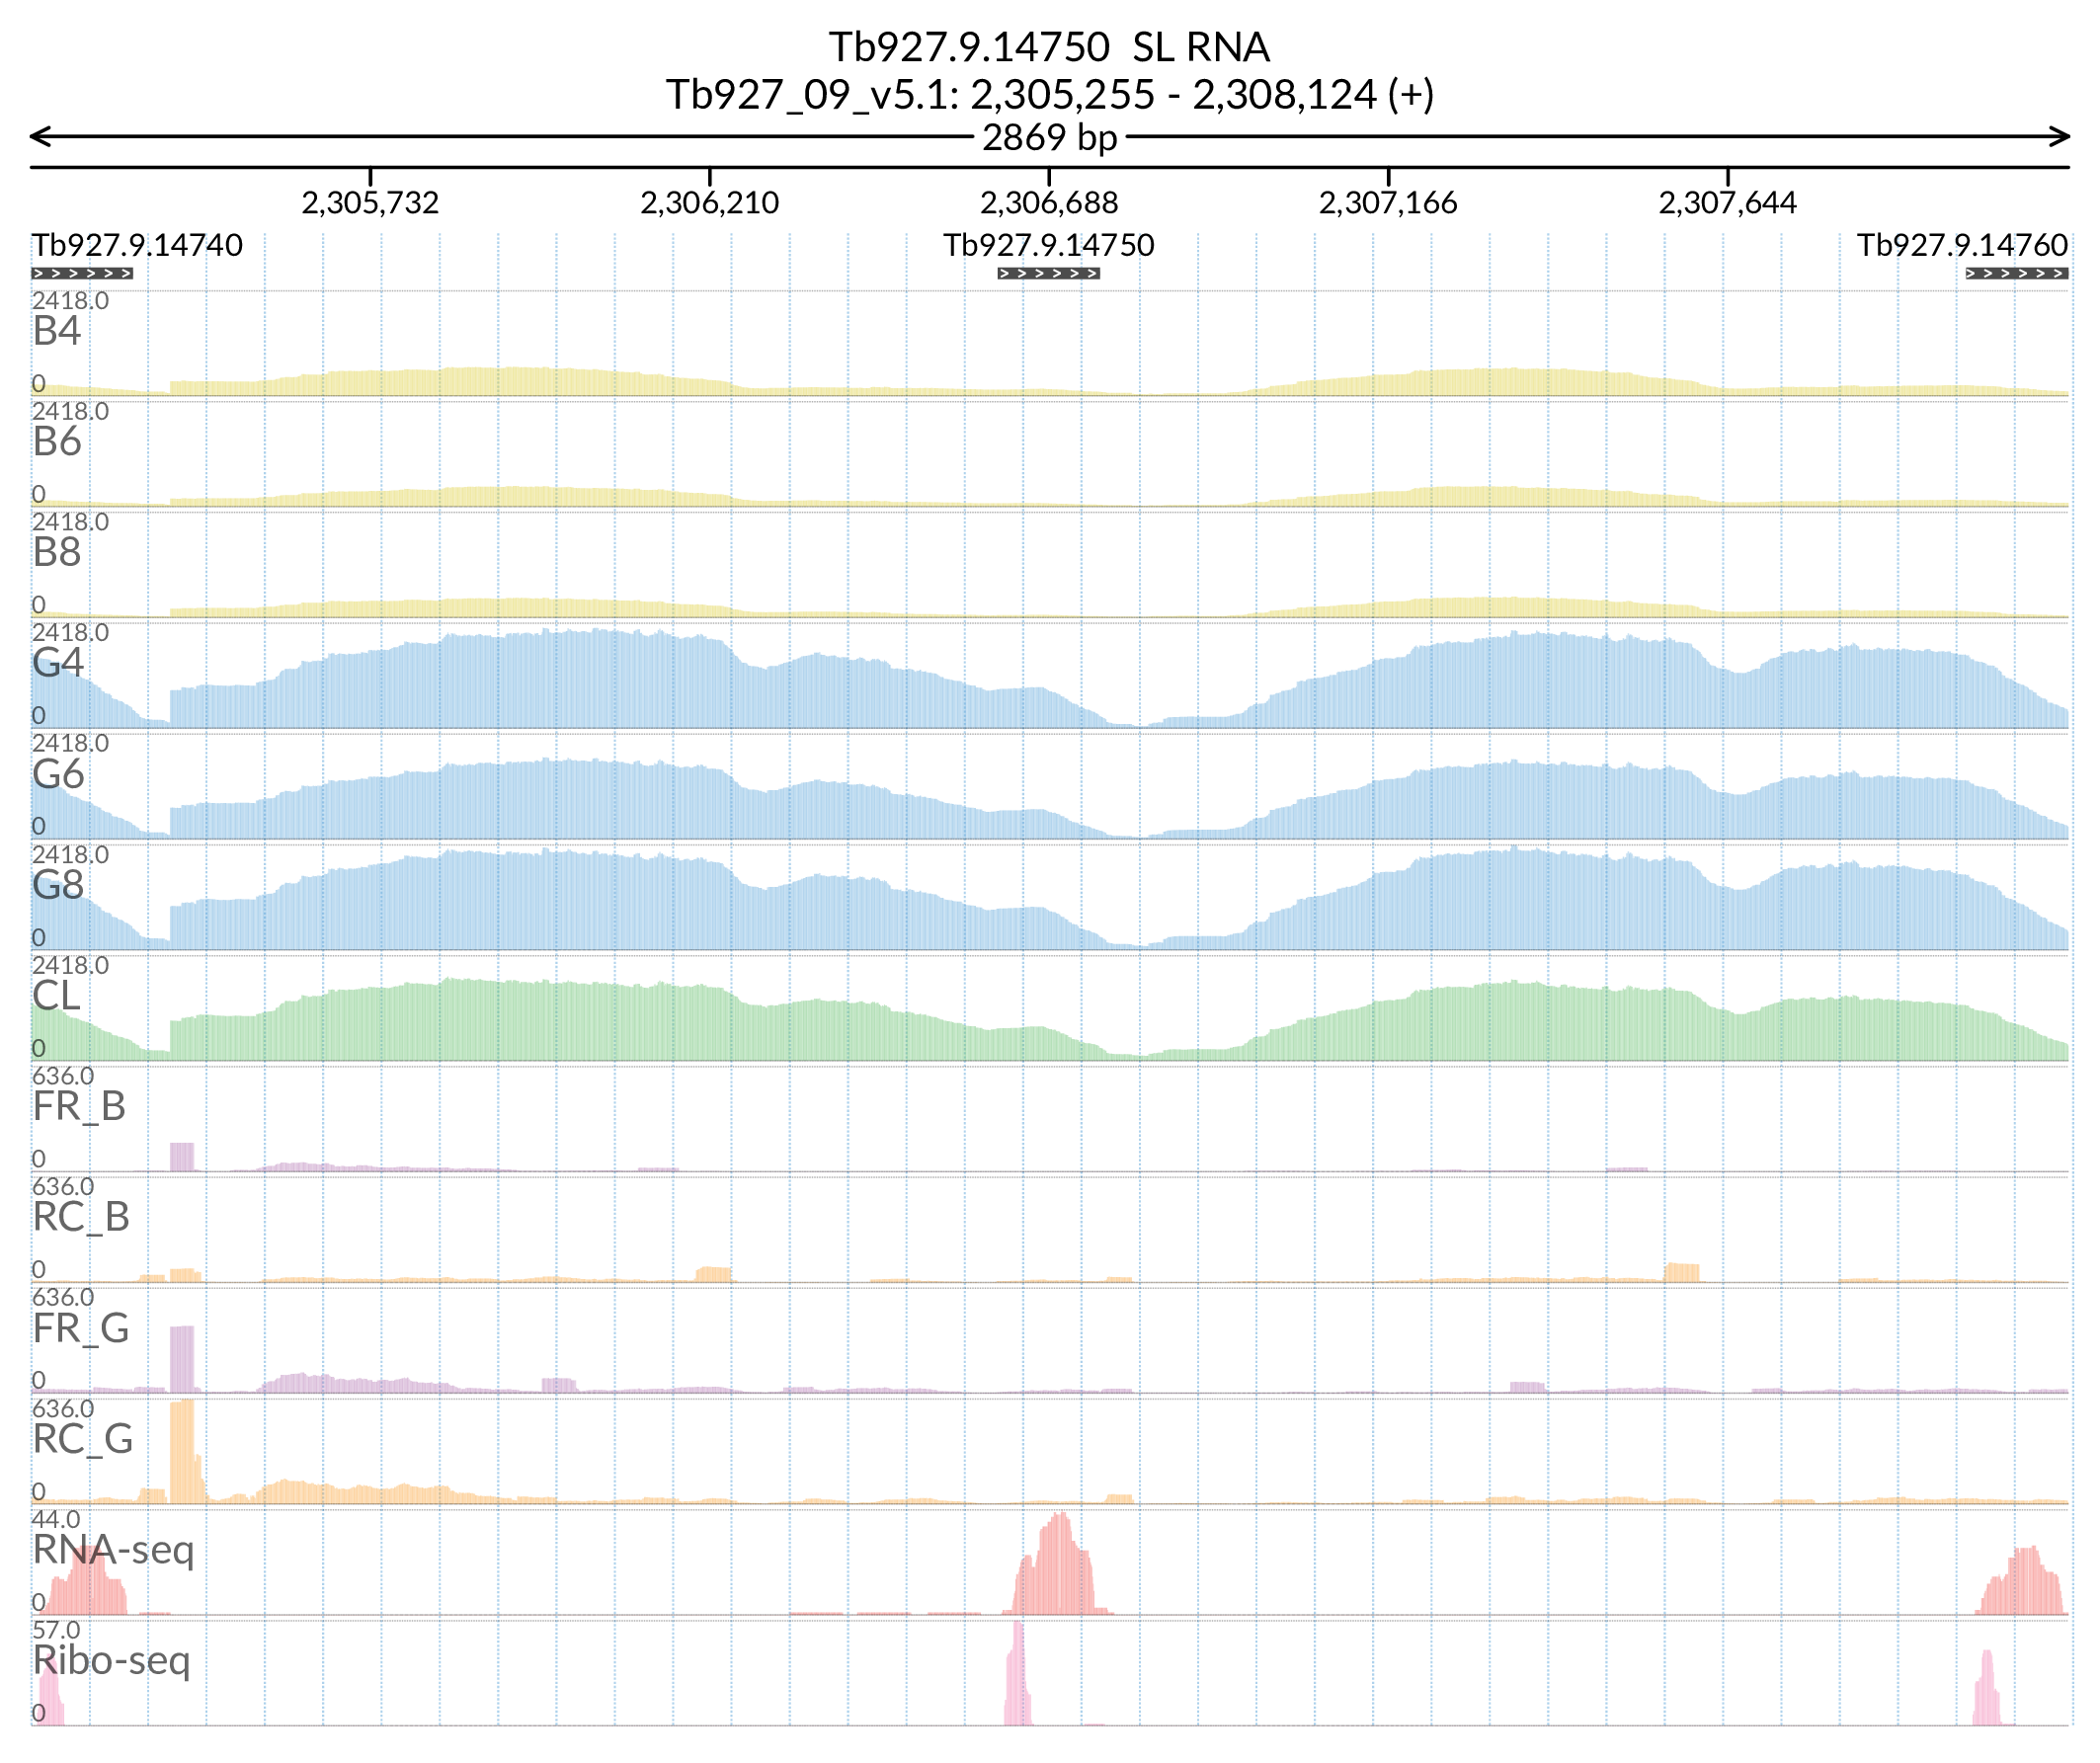 Tb927.9.14750  SL RNA
Tb927_09_v5.1: 2,305,255 - 2,308,124 (+)
2869 bp
2,305,732 2,306,210 2,306,688 2,307,166 2,307,644
Tb927.9.14740 Tb927.9.14750 Tb927.9.14760
2418.0
B4
0
2418.0
B6
0
2418.0
B8
0
2418.0
G4
0
2418.0
G6
0
2418.0
G8
0
2418.0
CL
0
636.0
FR_B
0
636.0
RC_B
0
636.0
FR_G
0
636.0
RC_G
0
44.0
RNA-seq
0
57.0
Ribo-seq
0